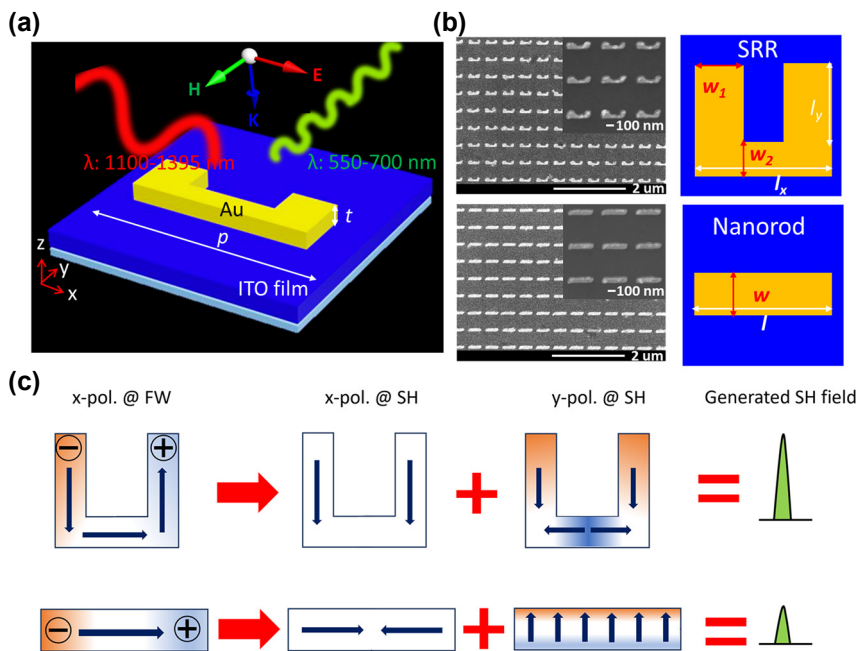 (a)
H
E
K
λ: 1100-1395 nm
λ: 550-700 nm
Au
t
p
z
y
x
ITO film
(b)
−100 nm
2 um
SRR
w1
ly
w2
lx
−100 nm
2 um
Nanorod
w
l
(c)
x-pol. @ FW
x-pol. @ SH
y-pol. @ SH
Generated SH field
− + + =
− + + =